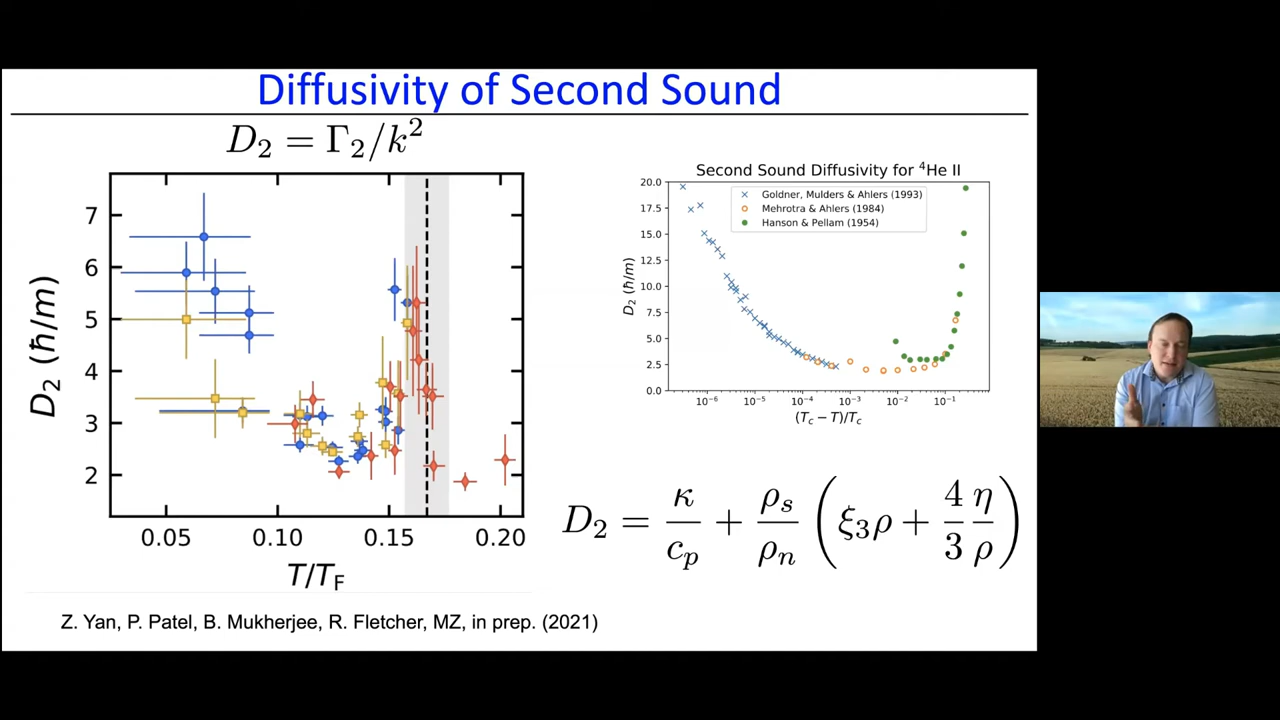 Diffusivity of Second Sound
D₂ = Γ₂/k²
7
6
5
4
3
2
D₂ (ħ/m)
0.05 0.10 0.15 0.20
T/T_F
Second Sound Diffusivity for ⁴He II
Goldner, Mulders & Ahlers (1993)
Mehrotra & Ahlers (1984)
Hanson & Pellam (1954)
20.0
17.5
15.0
12.5
10.0
7.5
5.0
2.5
0.0
D₂ (ħ/m)
10⁻⁶ 10⁻⁵ 10⁻⁴ 10⁻³ 10⁻² 10⁻¹
(T_c − T)/T_c
D₂ = κ/c_p + ρ_s/ρ_n (ξ₃ρ + 4/3 η/ρ)
Z. Yan, P. Patel, B. Mukherjee, R. Fletcher, MZ, in prep. (2021)